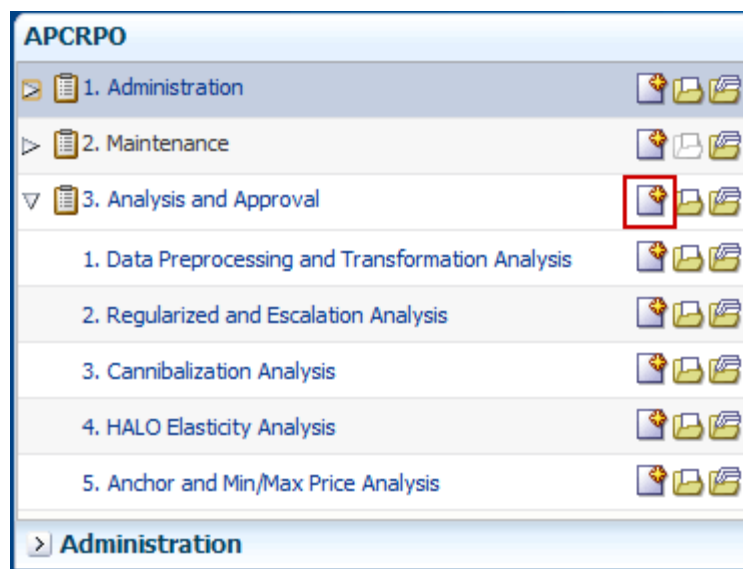 APCRPO
1. Administration
2. Maintenance
3. Analysis and Approval
1. Data Preprocessing and Transformation Analysis
2. Regularized and Escalation Analysis
3. Cannibalization Analysis
4. HALO Elasticity Analysis
5. Anchor and Min/Max Price Analysis
Administration